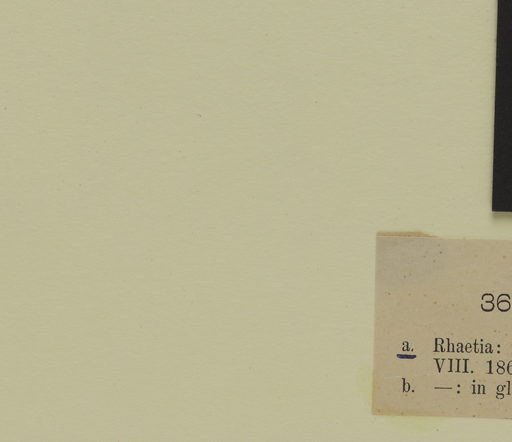 36
a. Rhaetia:
VIII. 186
b. —: in gl